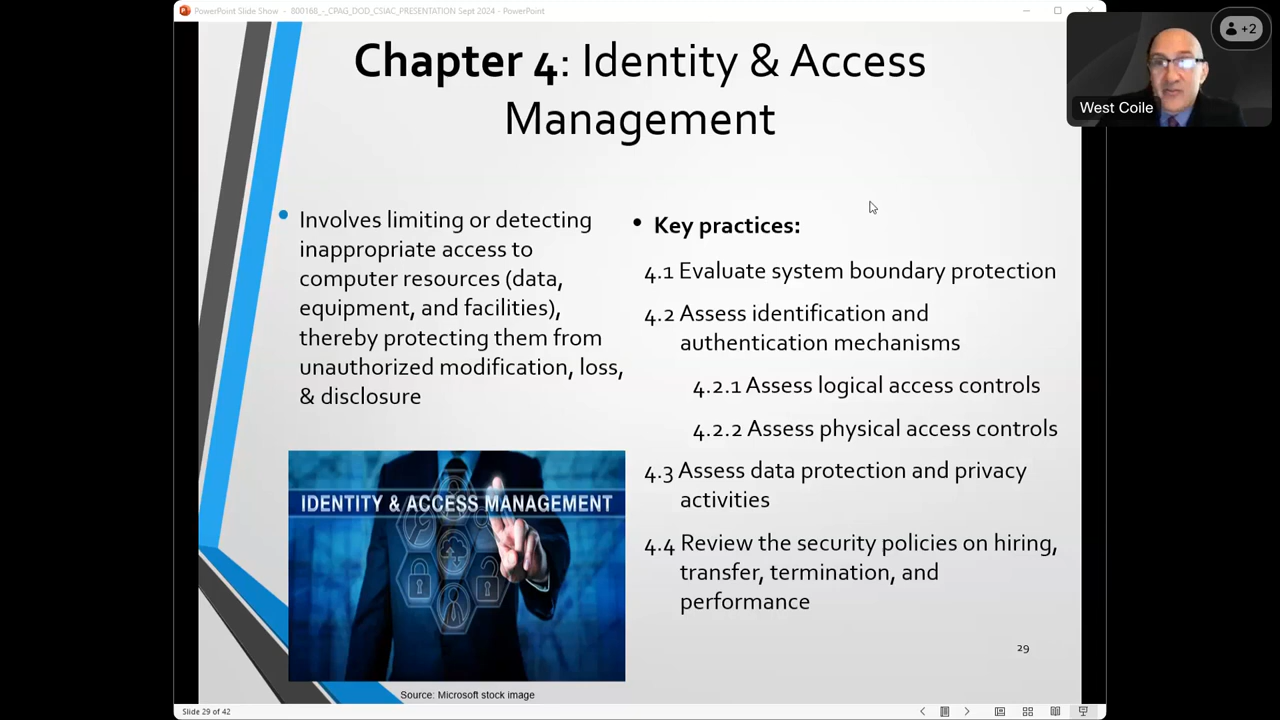 PowerPoint Slide Show - 800168_-_CPAG_DOD_CSIAC_PRESENTATION Sept 2024 - PowerPoint
+2
West Coile
Chapter 4: Identity & Access
Management
Involves limiting or detecting
inappropriate access to
computer resources (data,
equipment, and facilities),
thereby protecting them from
unauthorized modification, loss,
& disclosure
IDENTITY & ACCESS MANAGEMENT
Source: Microsoft stock image
Key practices:
4.1 Evaluate system boundary protection
4.2 Assess identification and
authentication mechanisms
4.2.1 Assess logical access controls
4.2.2 Assess physical access controls
4.3 Assess data protection and privacy
activities
4.4 Review the security policies on hiring,
transfer, termination, and
performance
29
Slide 29 of 42